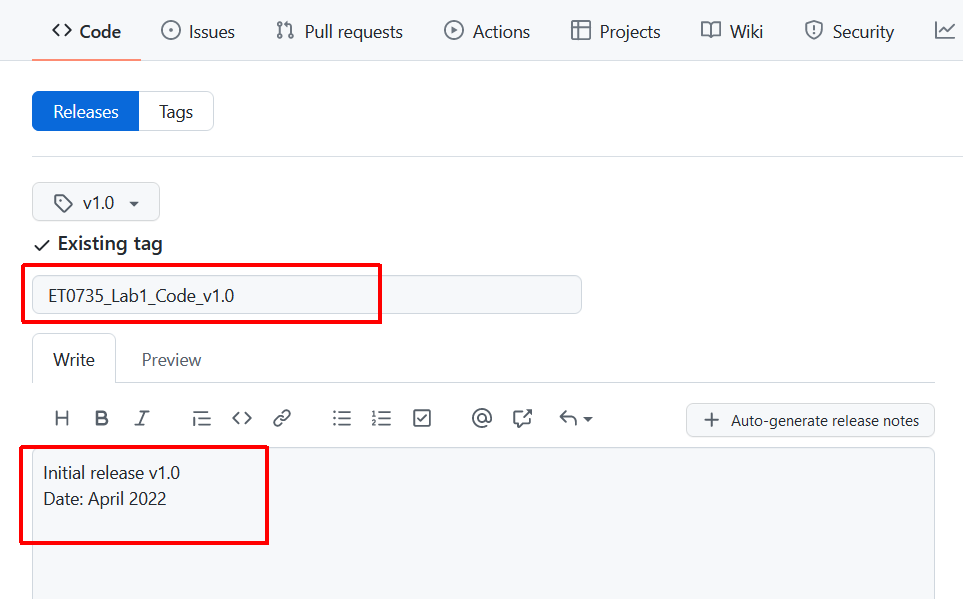 Code Issues Pull requests Actions Projects Wiki Security
Releases Tags
v1.0
Existing tag
ET0735_Lab1_Code_v1.0
Write Preview
H B I Auto-generate release notes
Initial release v1.0
Date: April 2022